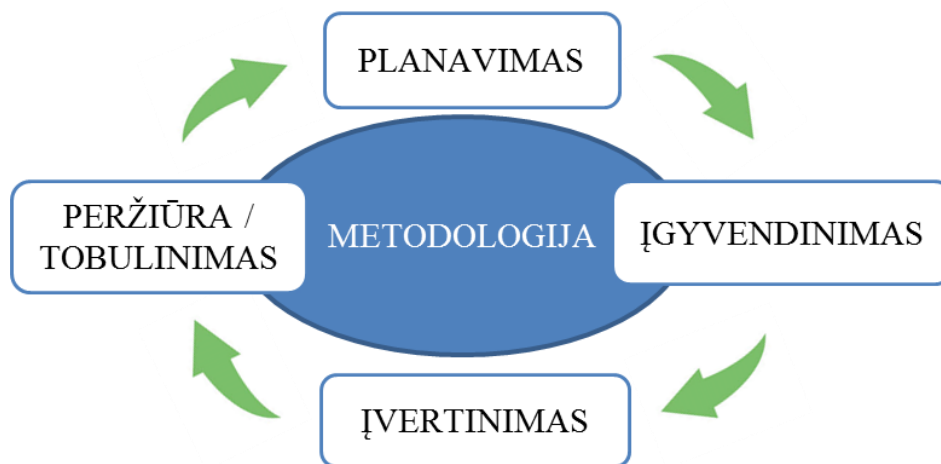 PLANAVIMAS
PERŽIŪRA /
TOBULINIMAS
METODOLOGIJA
ĮGYVENDINIMAS
ĮVERTINIMAS